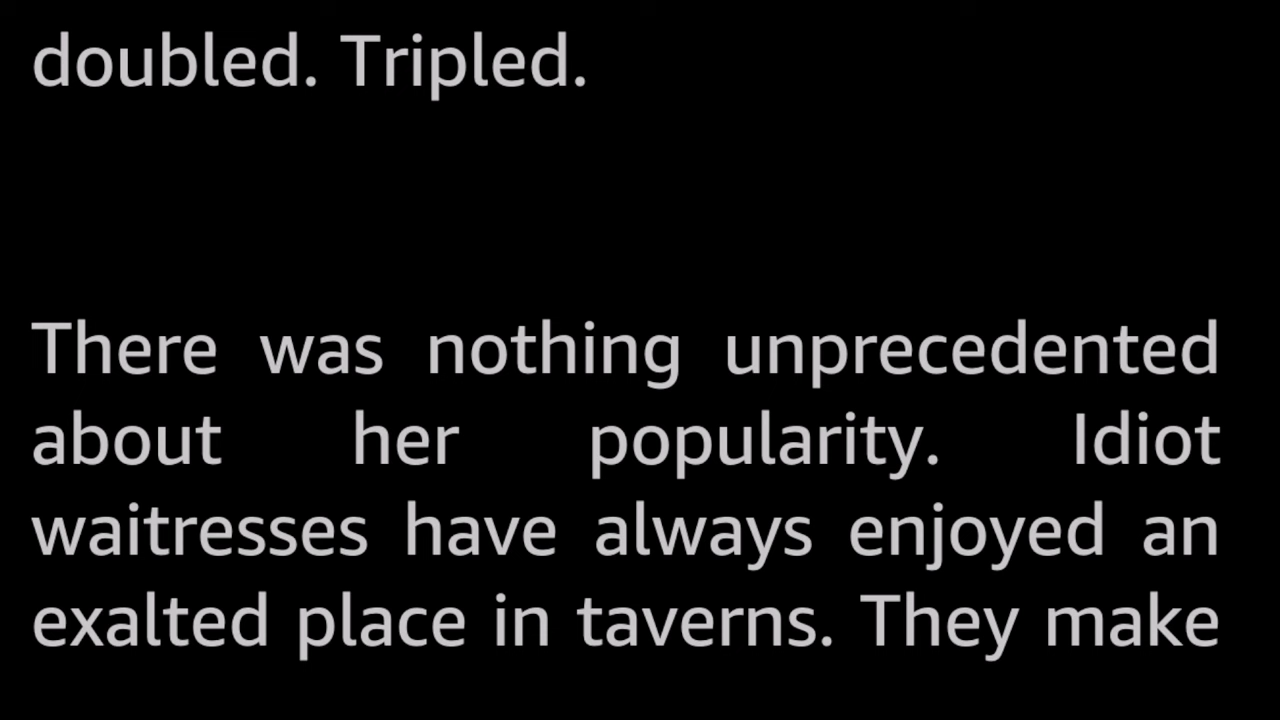 doubled. Tripled.
There was nothing unprecedented
about her popularity. Idiot
waitresses have always enjoyed an
exalted place in taverns. They make